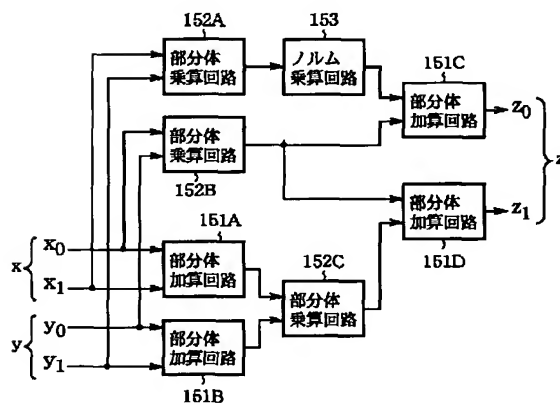 152A
部分体
乗算回路
153
ノルム
乗算回路
151C
部分体
加算回路
z0
152B
部分体
乗算回路
z
151A
部分体
加算回路
x
x0
x1
152C
部分体
乗算回路
151D
部分体
加算回路
z1
y
y0
y1
151B
部分体
加算回路